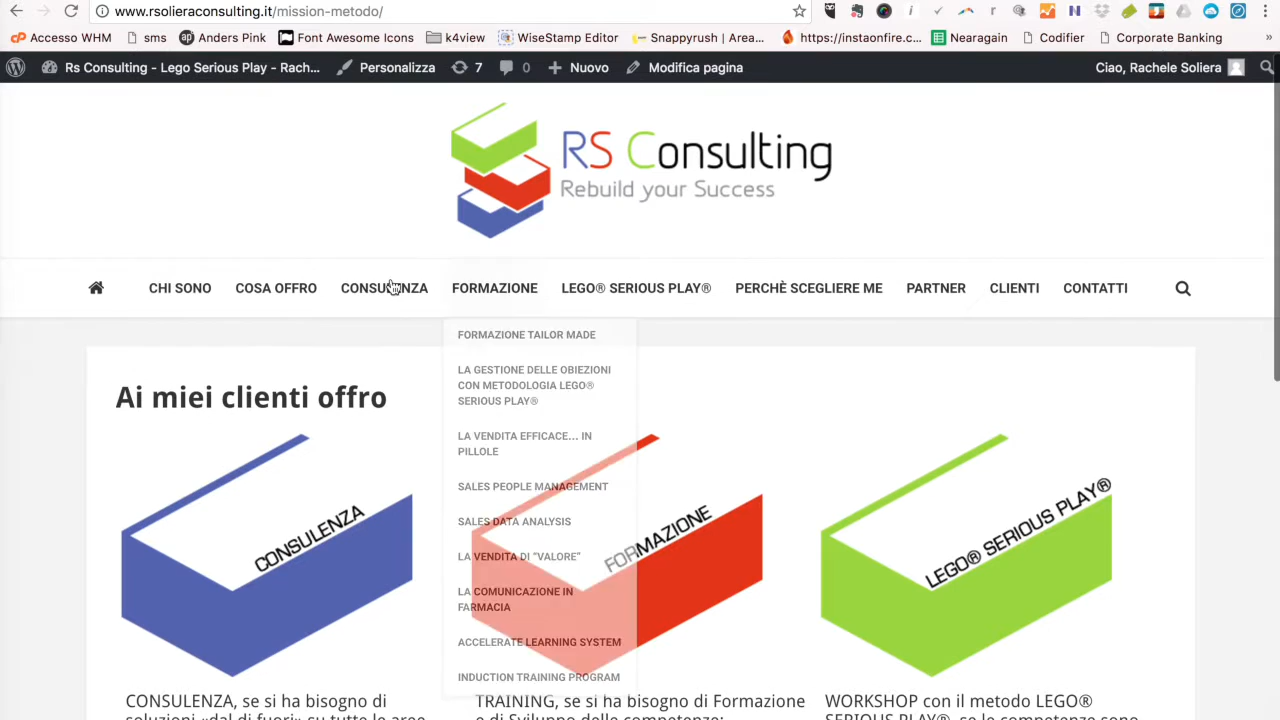 www.rsolieraconsulting.it/mission-metodo/
Accesso WHM sms Anders Pink Font Awesome Icons k4view WiseStamp Editor Snappyrush | Area... https://instaonfire.c... Nearagain Codifier Corporate Banking »
Rs Consulting - Lego Serious Play - Rach... Personalizza 7 0 Nuovo Modifica pagina Ciao, Rachele Soliera
RS Consulting
Rebuild your Success
CHI SONO COSA OFFRO CONSULENZA FORMAZIONE LEGO® SERIOUS PLAY® PERCHÈ SCEGLIERE ME PARTNER CLIENTI CONTATTI
FORMAZIONE TAILOR MADE
LA GESTIONE DELLE OBIEZIONI
CON METODOLOGIA LEGO®
SERIOUS PLAY®
LA VENDITA EFFICACE... IN
PILLOLE
SALES PEOPLE MANAGEMENT
SALES DATA ANALYSIS
LA VENDITA DI “VALORE”
LA COMUNICAZIONE IN
FARMACIA
ACCELERATE LEARNING SYSTEM
INDUCTION TRAINING PROGRAM
Ai miei clienti offro
CONSULENZA
FORMAZIONE
LEGO® SERIOUS PLAY®
CONSULENZA, se si ha bisogno di
soluzioni «dal di fuori» su tutte le aree
TRAINING, se si ha bisogno di Formazione
e di Sviluppo delle competenze:
WORKSHOP con il metodo LEGO®
SERIOUS PLAY®, se le competenze sono